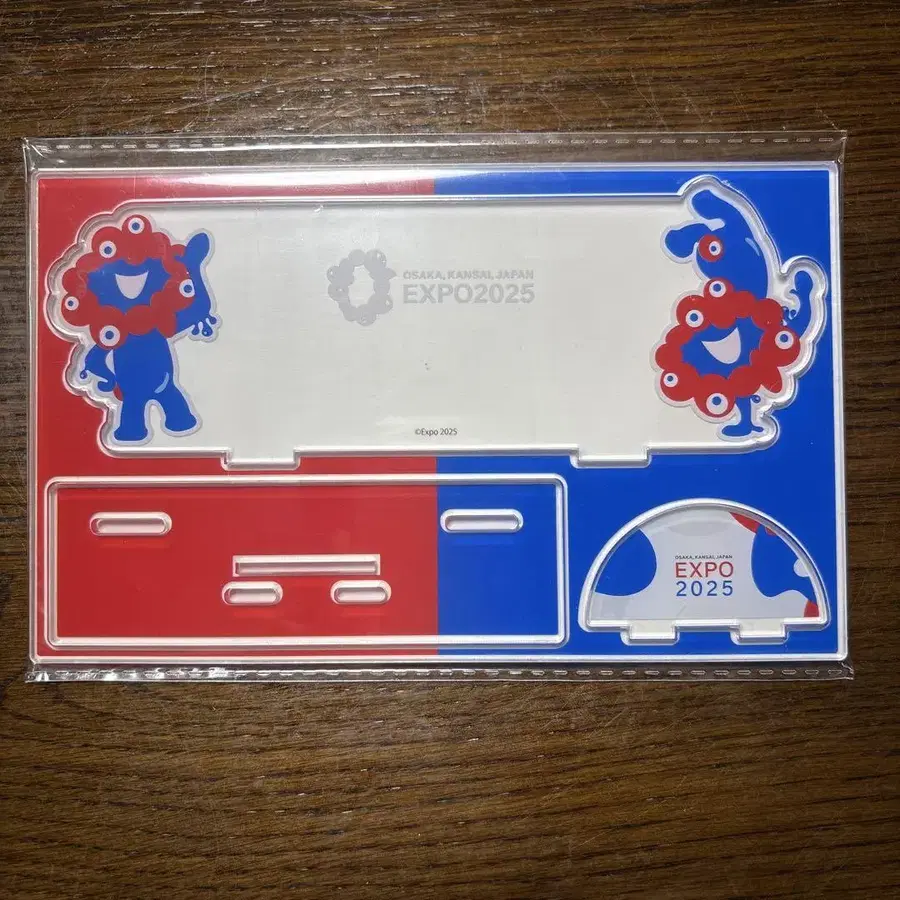 OSAKA, KANSAI, JAPAN
EXPO2025
©Expo 2025
OSAKA, KANSAI, JAPAN
EXPO
2025